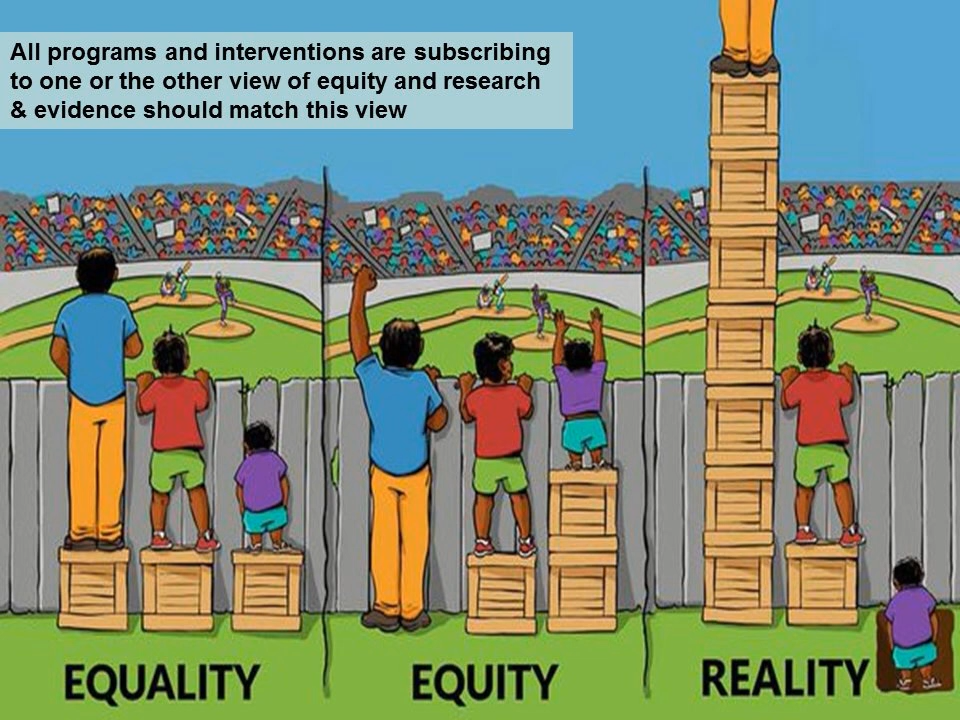 All programs and interventions are subscribing
to one or the other view of equity and research
& evidence should match this view
EQUALITY
EQUITY
REALITY